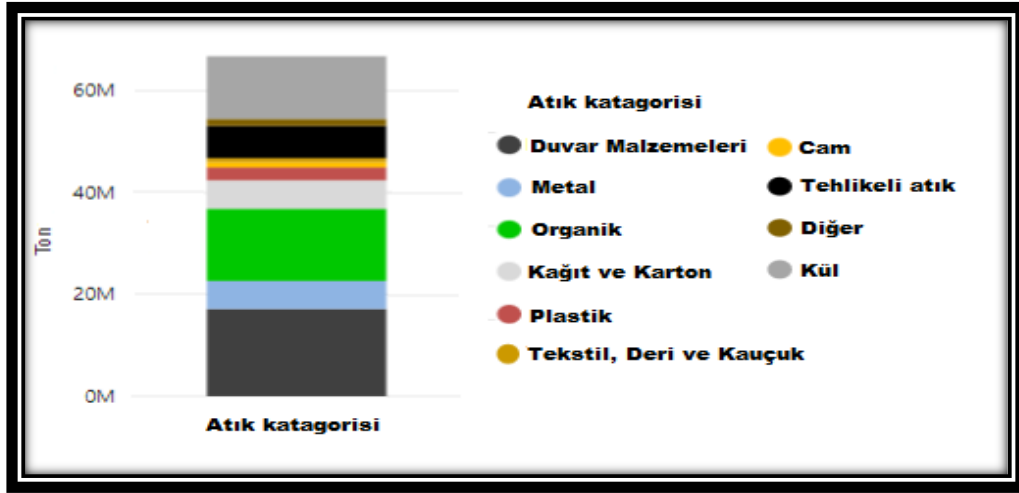 60M
40M
20M
0M
Ton
Atık katagorisi
Atık katagorisi
Duvar Malzemeleri
Metal
Organik
Kağıt ve Karton
Plastik
Tekstil, Deri ve Kauçuk
Cam
Tehlikeli atık
Diğer
Kül